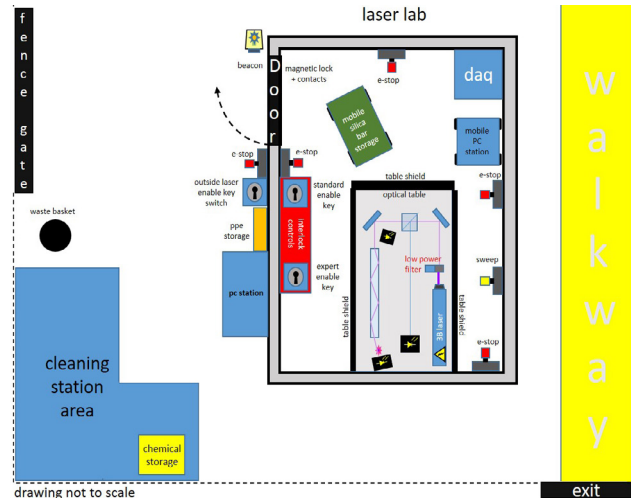 laser lab
fence gate
beacon
Door
magnetic lock
+ contacts
e-stop
daq
mobile
silica
bar
storage
mobile
PC
station
e-stop
e-stop
table shield
optical table
e-stop
outside laser
enable key
switch
standard
enable
key
waste basket
ppe
storage
interlock
controls
low power
filter
sweep
pc station
expert
enable
key
table shield
3B laser
table shield
e-stop
cleaning
station
area
chemical
storage
walkway
drawing not to scale
exit